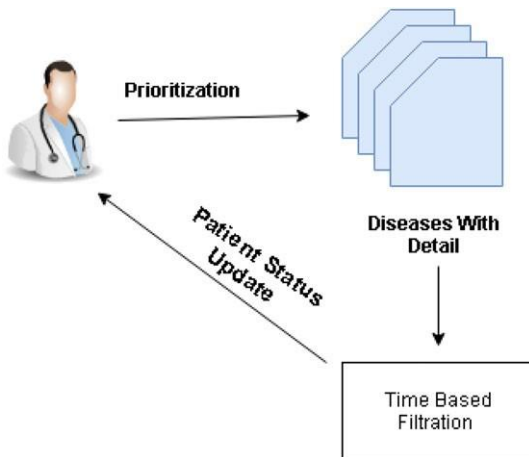 Prioritization
Diseases With
Detail
Patient Status
Update
Time Based
Filtration